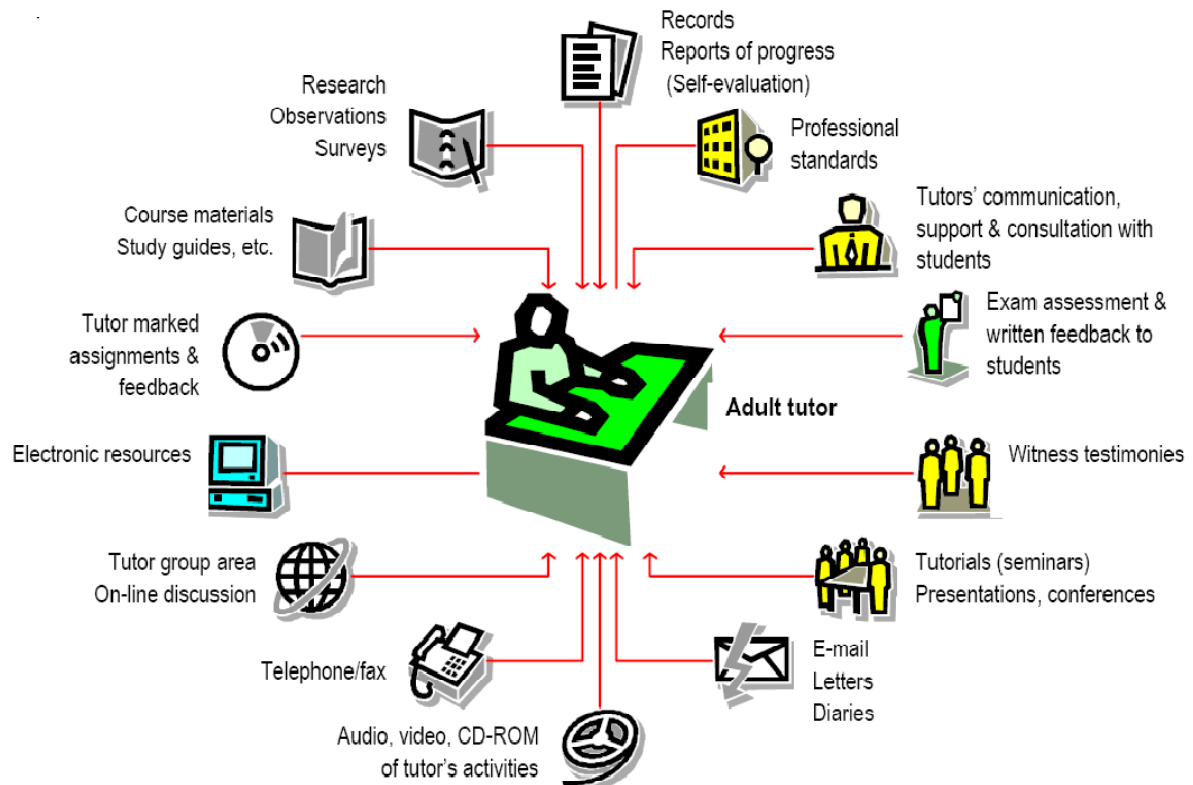 Records
Reports of progress
(Self-evaluation)
Research
Observations
Surveys
Professional
standards
Course materials
Study guides, etc.
Tutors' communication,
support & consultation with
students
Tutor marked
assignments &
feedback
Exam assessment &
written feedback to
students
Adult tutor
Electronic resources
Witness testimonies
Tutor group area
On-line discussion
Tutorials (seminars)
Presentations, conferences
Telephone/fax
E-mail
Letters
Diaries
Audio, video, CD-ROM
of tutor's activities